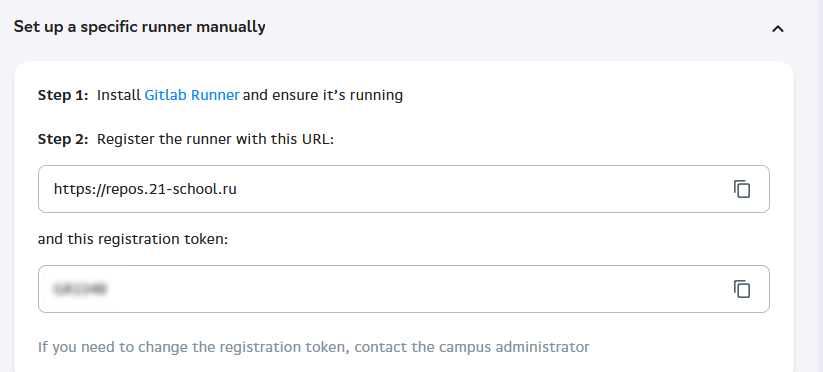 Set up a specific runner manually
Step 1: Install Gitlab Runner and ensure it's running
Step 2: Register the runner with this URL:
https://repos.21-school.ru
and this registration token:
If you need to change the registration token, contact the campus administrator